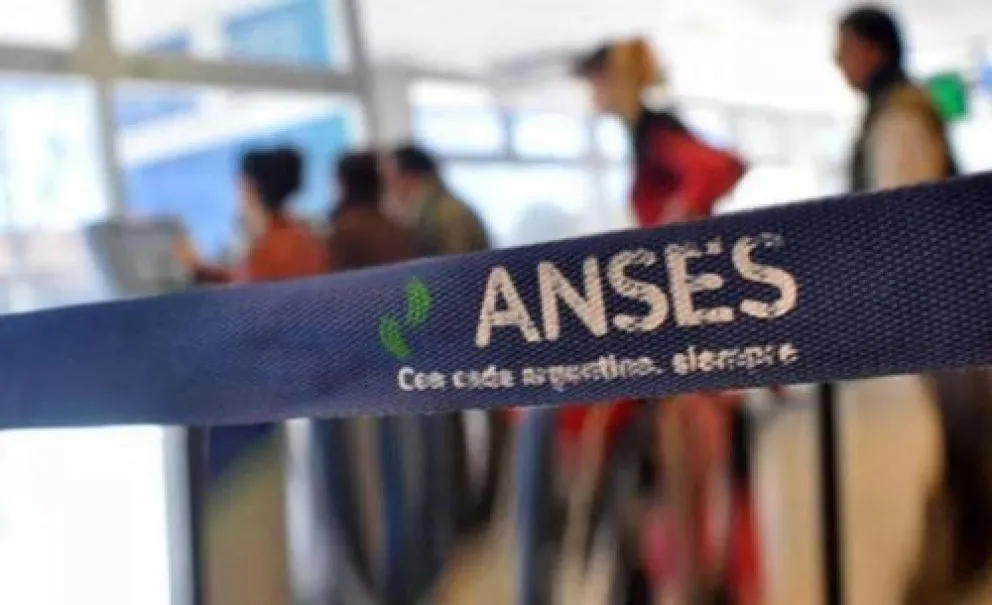 ANSES
Con cada argentino, siempre